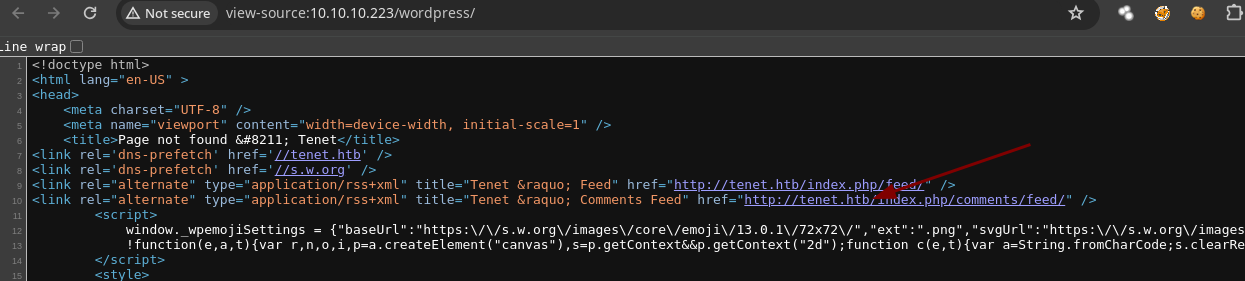 Not secure view-source:10.10.10.223/wordpress/
Line wrap
1 <!doctype html>
2 <html lang="en-US" >
3 <head>
4 <meta charset="UTF-8" />
5 <meta name="viewport" content="width=device-width, initial-scale=1" />
6 <title>Page not found &#8211; Tenet</title>
7 <link rel='dns-prefetch' href='//tenet.htb' />
8 <link rel='dns-prefetch' href='//s.w.org' />
9 <link rel="alternate" type="application/rss+xml" title="Tenet &raquo; Feed" href="http://tenet.htb/index.php/feed/" />
10 <link rel="alternate" type="application/rss+xml" title="Tenet &raquo; Comments Feed" href="http://tenet.htb/index.php/comments/feed/" />
11 <script>
12 window._wpemojiSettings = {"baseUrl":"https:\/\/s.w.org\/images\/core\/emoji\/13.0.1\/72x72\/","ext":".png","svgUrl":"https:\/\/s.w.org\/images
13 !function(e,a,t){var r,n,o,i,p=a.createElement("canvas"),s=p.getContext&&p.getContext("2d");function c(e,t){var a=String.fromCharCode;s.clearRe
14 </script>
15 <style>